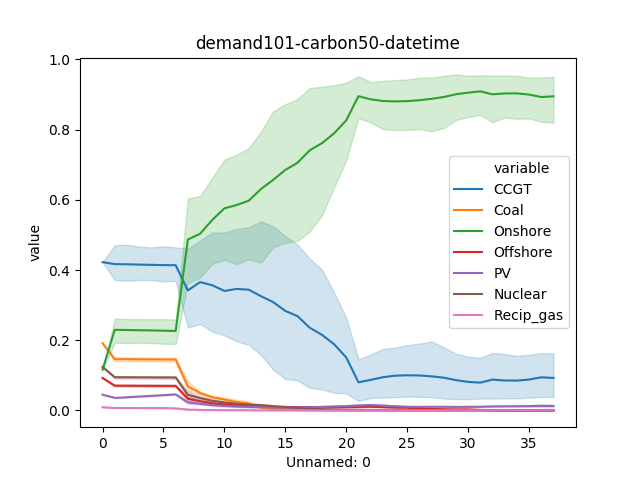 demand101-carbon50-datetime
1.0
0.8
0.6
0.4
0.2
0.0
value
variable
CCGT
Coal
Onshore
Offshore
PV
Nuclear
Recip_gas
0 5 10 15 20 25 30 35
Unnamed: 0